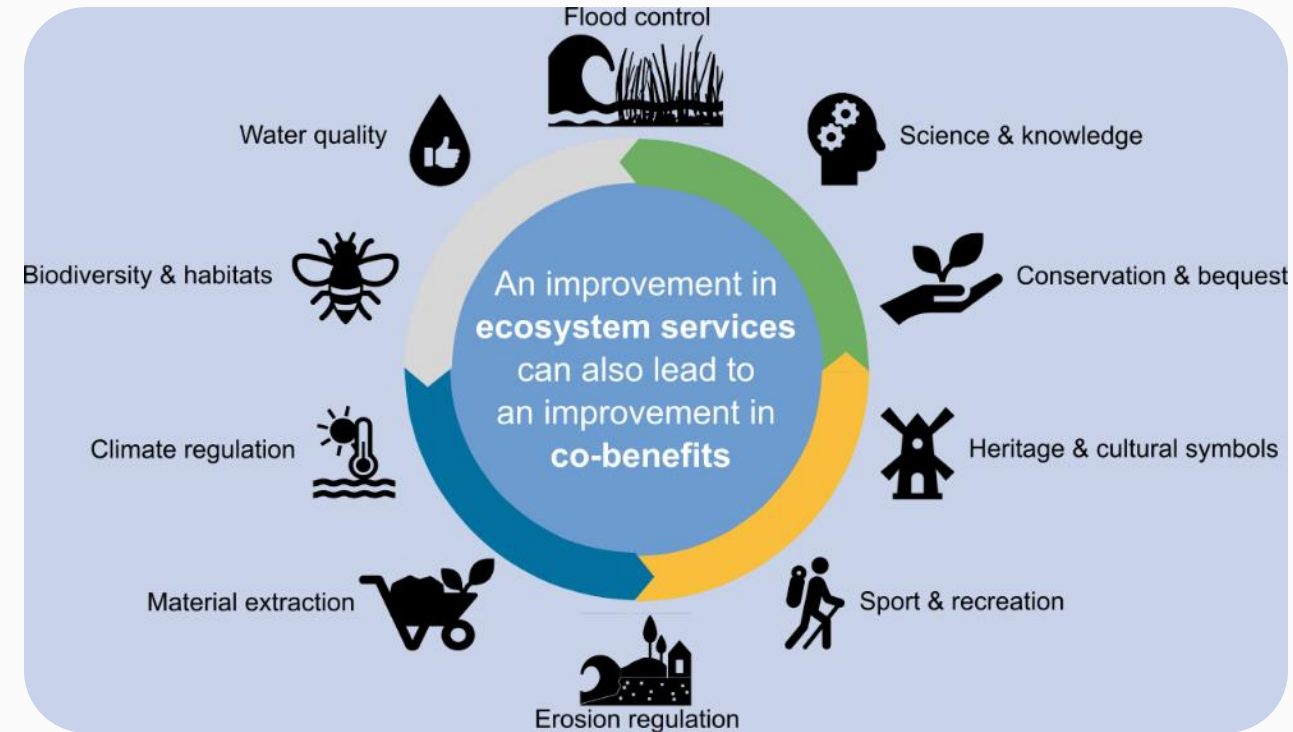 Flood control
Water quality
Science & knowledge
Biodiversity & habitats
Conservation & bequest
An improvement in
ecosystem services
can also lead to
an improvement in
co-benefits
Climate regulation
Heritage & cultural symbols
Material extraction
Sport & recreation
Erosion regulation